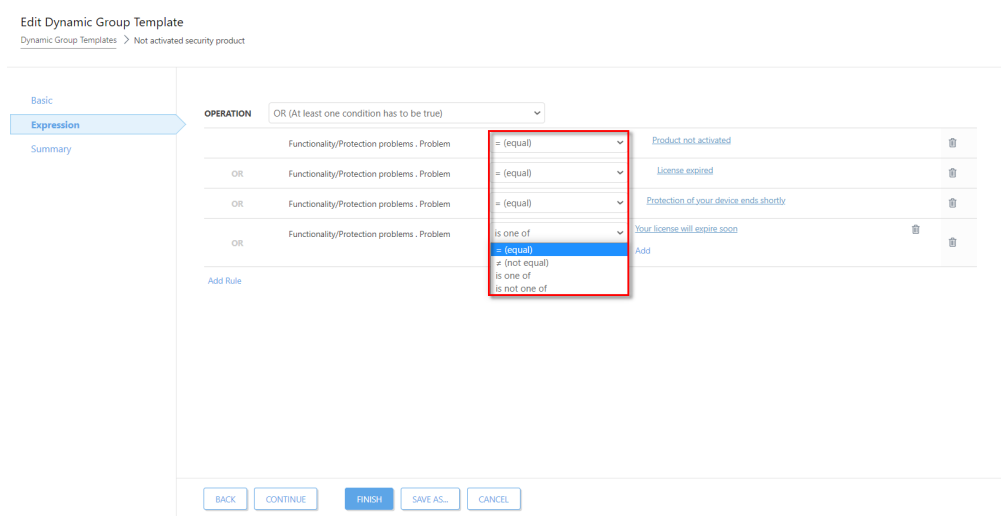 Edit Dynamic Group Template
Dynamic Group Templates > Not activated security product
Basic
Expression
Summary
OPERATION OR (At least one condition has to be true)
Functionality/Protection problems . Problem = (equal) Product not activated
OR Functionality/Protection problems . Problem = (equal) License expired
OR Functionality/Protection problems . Problem = (equal) Protection of your device ends shortly
OR Functionality/Protection problems . Problem is one of Your license will expire soon
Add
= (equal)
≠ (not equal)
is one of
is not one of
Add Rule
BACK CONTINUE FINISH SAVE AS... CANCEL